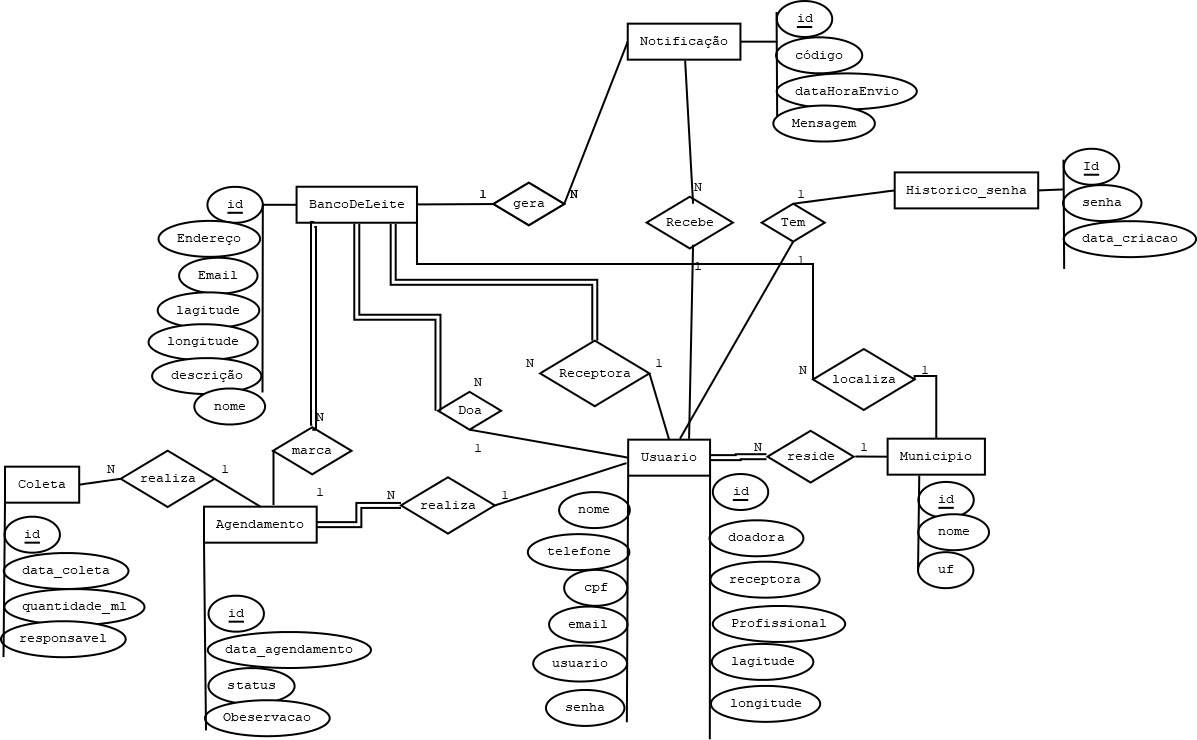 id
Notificação
código
dataHoraEnvio
Mensagem
Id
Historico_senha
senha
data_criacao
id
BancoDeLeite
1
gera
N
N
Recebe
1
Tem
Endereço
Email
1
1
lagitude
longitude
descrição
nome
N
Receptora
1
N
localiza
1
N
Doa
1
N
marca
1
Usuario
N
reside
1
Municipio
Coleta
N
realiza
1
Agendamento
N
realiza
1
id
data_coleta
quantidade_ml
responsavel
id
data_agendamento
status
Obeservacao
nome
telefone
cpf
email
usuario
senha
id
doadora
receptora
Profissional
lagitude
longitude
id
nome
uf